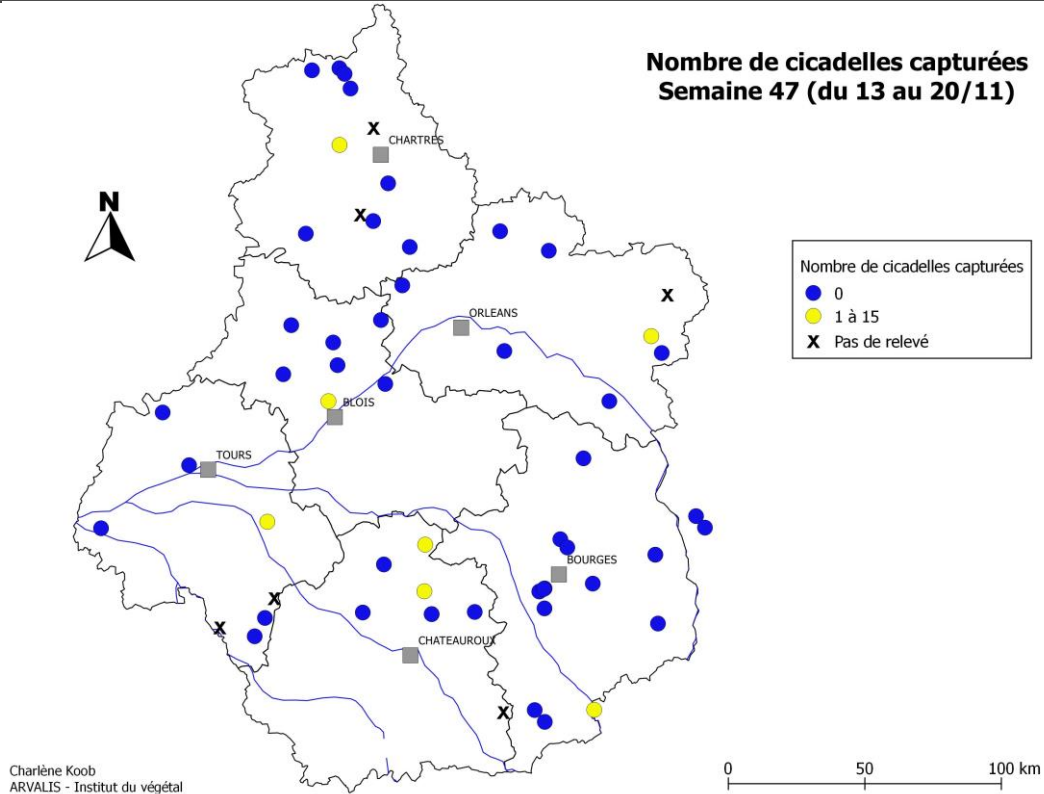 Nombre de cicadelles capturées
Semaine 47 (du 13 au 20/11)
X
CHARTRES
N
X
Nombre de cicadelles capturées
0
1 à 15
X Pas de relevé
X
ORLEANS
BLOIS
TOURS
BOURGES
X
X
CHATEAUROUX
X
Charlène Koob
ARVALIS - Institut du végétal
0 50 100 km